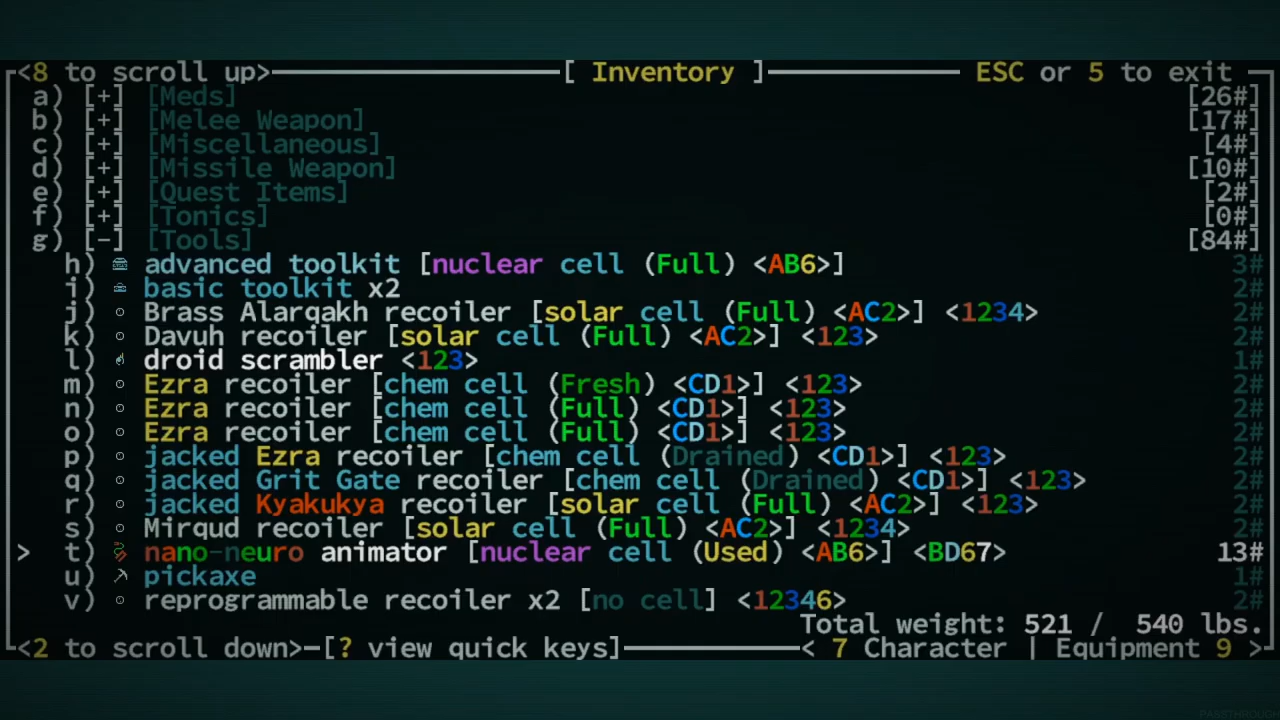 <8 to scroll up> [ Inventory ] ESC or 5 to exit
a) [+] [Meds] [26#]
b) [+] [Melee Weapon] [17#]
c) [+] [Miscellaneous] [4#]
d) [+] [Missile Weapon] [10#]
e) [+] [Quest Items] [2#]
f) [+] [Tonics] [0#]
g) [-] [Tools] [84#]
h) advanced toolkit [nuclear cell (Full) <AB6>] 3#
i) basic toolkit x2 2#
j) Brass Alarqakh recoiler [solar cell (Full) <AC2>] <1234> 2#
k) Davuh recoiler [solar cell (Full) <AC2>] <123> 2#
l) droid scrambler <123> 1#
m) Ezra recoiler [chem cell (Fresh) <CD1>] <123> 2#
n) Ezra recoiler [chem cell (Full) <CD1>] <123> 2#
o) Ezra recoiler [chem cell (Full) <CD1>] <123> 2#
p) jacked Ezra recoiler [chem cell (Drained) <CD1>] <123> 2#
q) jacked Grit Gate recoiler [chem cell (Drained) <CD1>] <123> 2#
r) jacked Kyakukya recoiler [solar cell (Full) <AC2>] <123> 2#
s) Mirqud recoiler [solar cell (Full) <AC2>] <1234> 2#
> t) nano-neuro animator [nuclear cell (Used) <AB6>] <BD67> 13#
u) pickaxe 1#
v) reprogrammable recoiler x2 [no cell] <12346> 2#
Total weight: 521 / 540 lbs.
<2 to scroll down> [? view quick keys] < 7 Character | Equipment 9 >